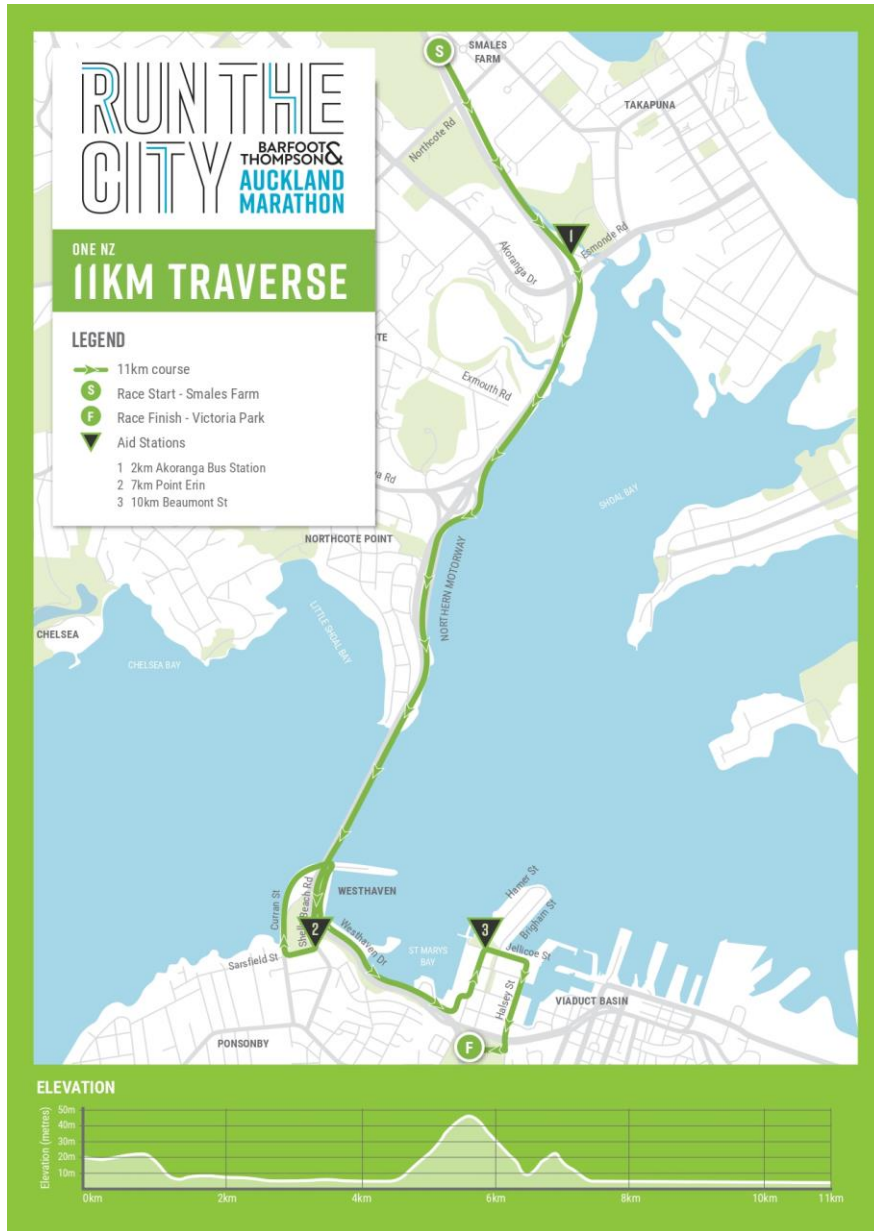 RUN THE
CITY
BARFOOT &
THOMPSON
AUCKLAND
MARATHON
ONE NZ
11KM TRAVERSE
LEGEND
11km course
S Race Start - Smales Farm
F Race Finish - Victoria Park
Aid Stations
1 2km Akoranga Bus Station
2 7km Point Erin
3 10km Beaumont St
S
SMALES
FARM
TAKAPUNA
Northcote Rd
1
Esmonde Rd
Akoranga Dr
TE
Exmouth Rd
a Rd
SHOAL BAY
NORTHCOTE POINT
NORTHERN MOTORWAY
LITTLE SHOAL BAY
CHELSEA
CHELSEA BAY
WESTHAVEN
Curran St
Shelly Beach Rd
2
Westhaven Dr
Sarsfield St
ST MARYS
BAY
3
Hamer St
Brigham St
Jellicoe St
Halsey St
VIADUCT BASIN
PONSONBY
F
ELEVATION
Elevation (metres)
50m
40m
30m
20m
10m
0km
2km
4km
6km
8km
10km
11km